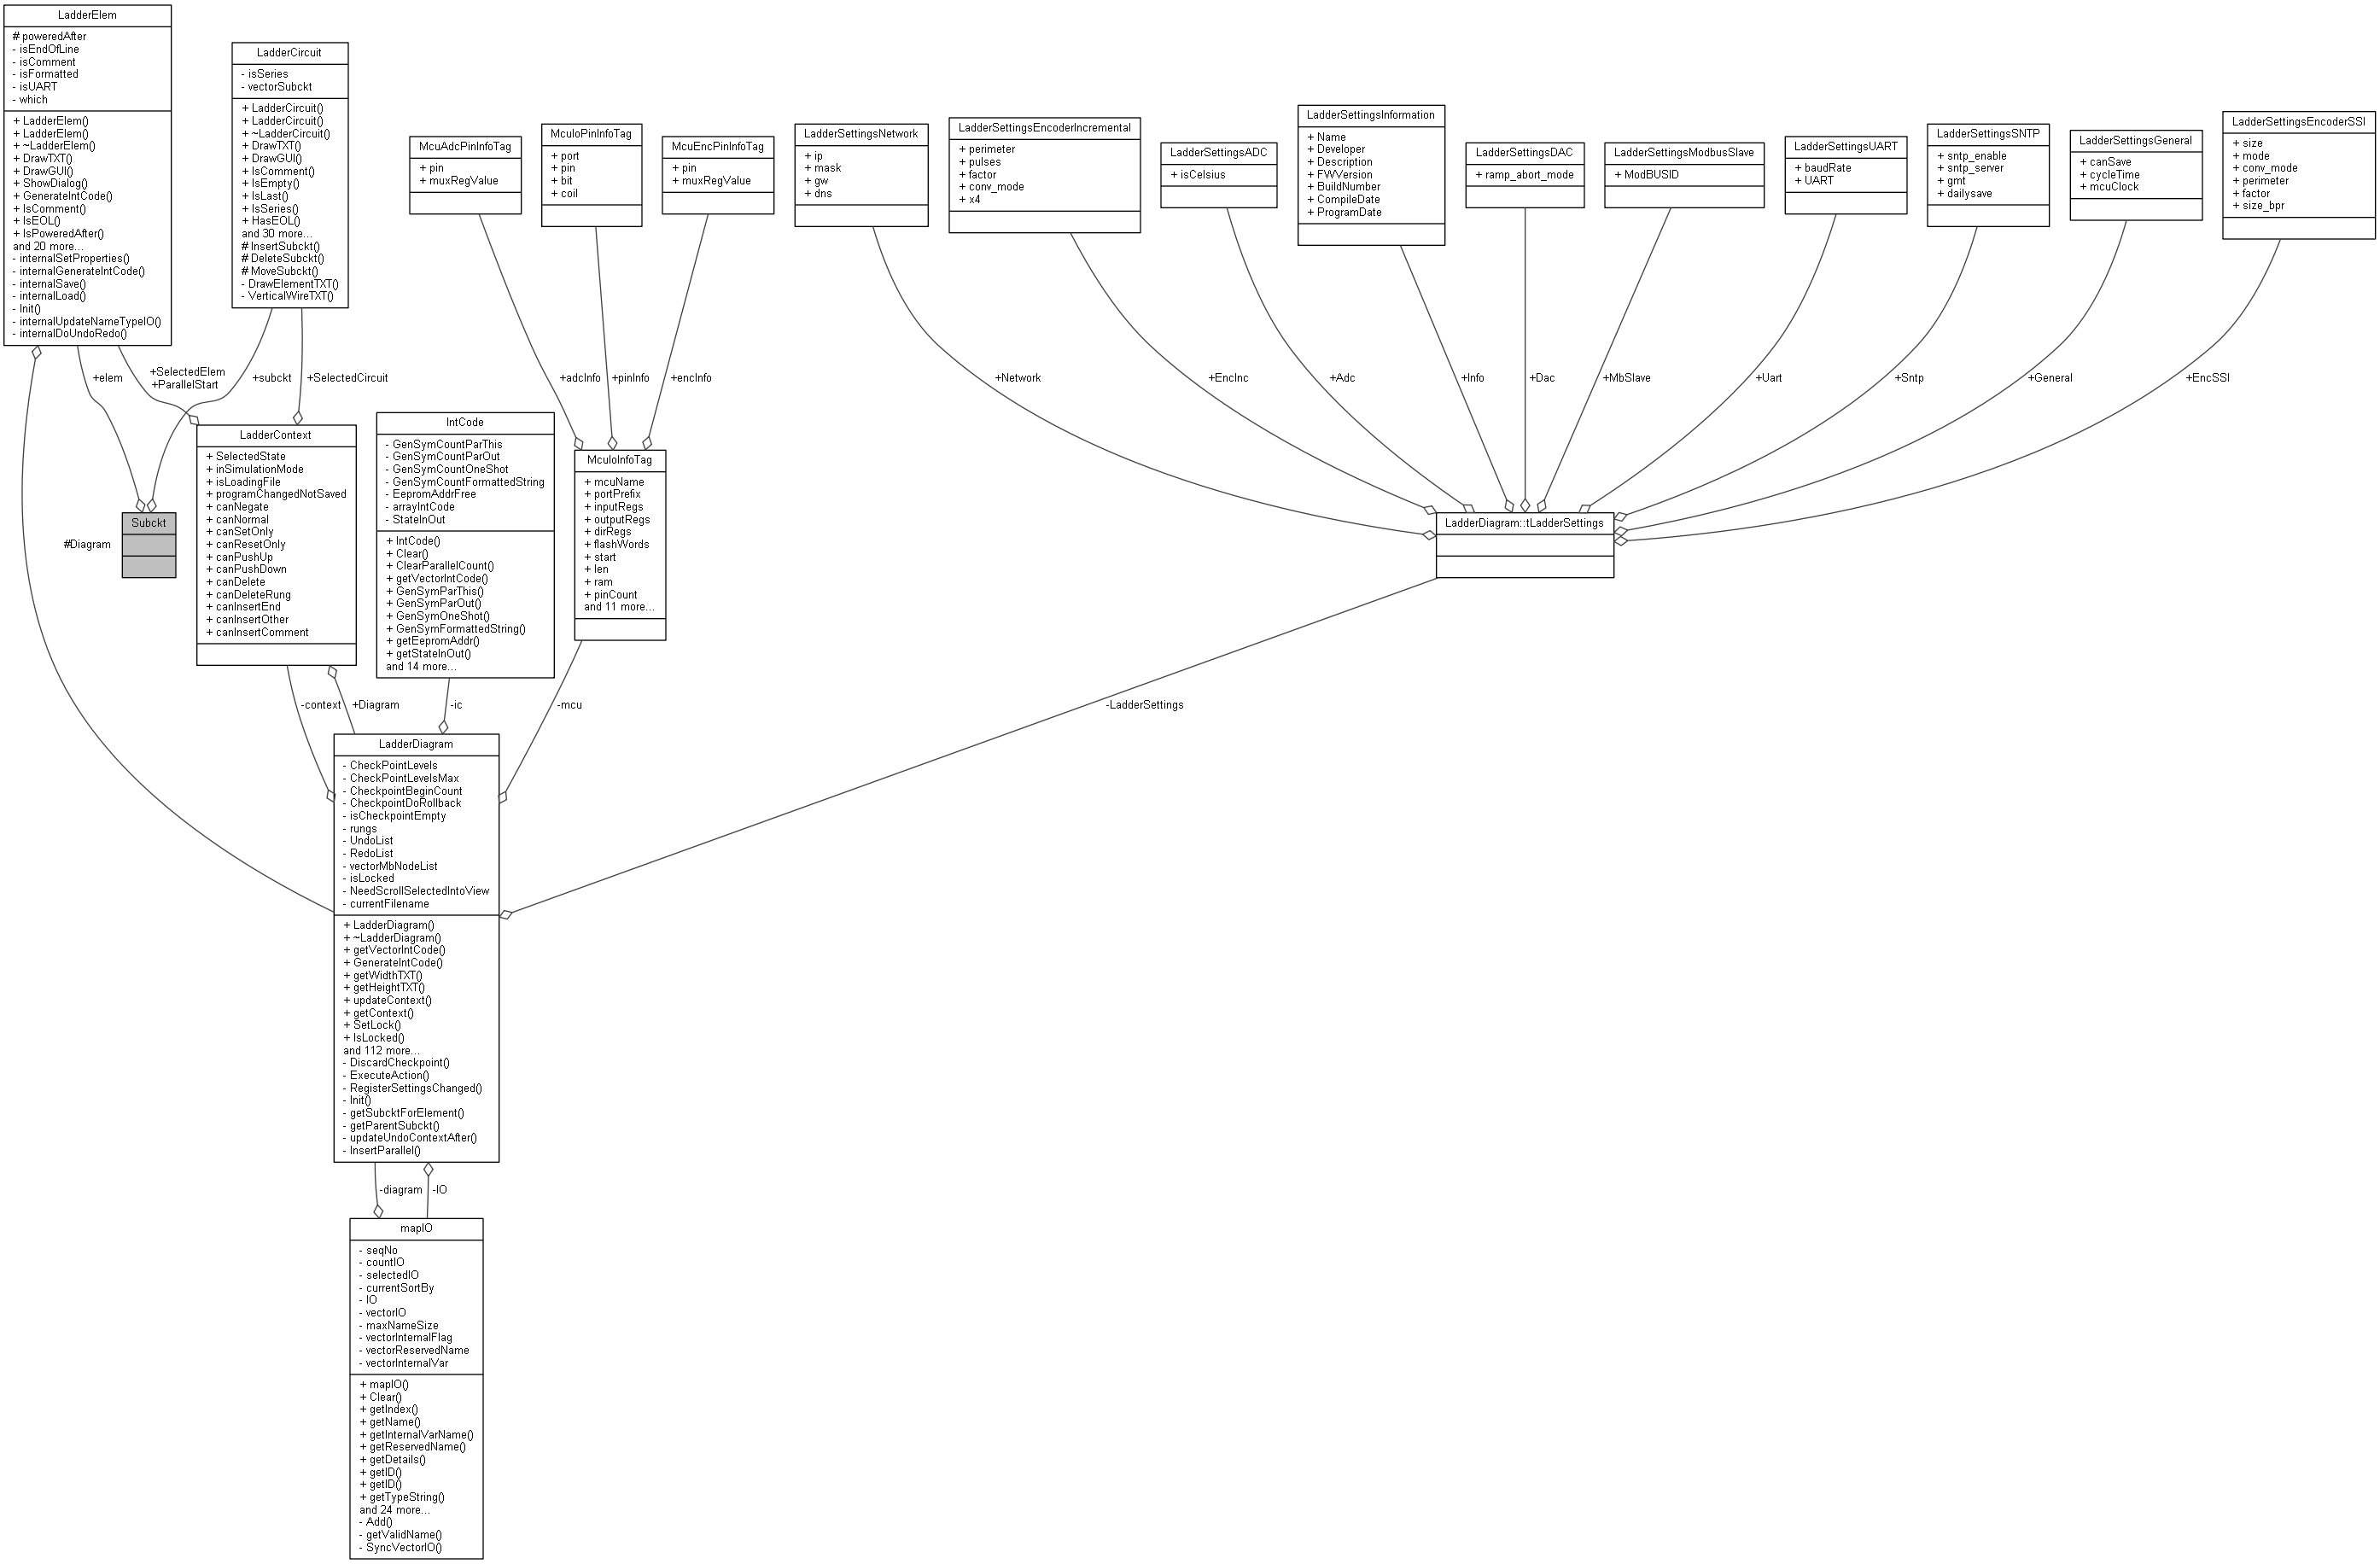 LadderElem
# poweredAfter
- isEndOfLine
- isComment
- isFormatted
- isUART
- which
+ LadderElem()
+ LadderElem()
+ ~LadderElem()
+ DrawTXT()
+ DrawGUI()
+ ShowDialog()
+ GenerateIntCode()
+ IsComment()
+ IsEOL()
+ IsPoweredAfter()
and 20 more...
- internalSetProperties()
- internalGenerateIntCode()
- internalSave()
- internalLoad()
- Init()
- internalUpdateNameTypeIO()
- internalDoUndoRedo()
LadderCircuit
- isSeries
- vectorSubckt
+ LadderCircuit()
+ LadderCircuit()
+ ~LadderCircuit()
+ DrawTXT()
+ DrawGUI()
+ IsComment()
+ IsEmpty()
+ IsLast()
+ IsSeries()
+ HasEOL()
and 30 more...
# InsertSubckt()
# DeleteSubckt()
# MoveSubckt()
- DrawElementTXT()
- VerticalWireTXT()
McuAdcPinInfoTag
+ pin
+ muxRegValue
McuIoPinInfoTag
+ port
+ pin
+ bit
+ coil
McuEncPinInfoTag
+ pin
+ muxRegValue
LadderSettingsNetwork
+ ip
+ mask
+ gw
+ dns
LadderSettingsEncoderIncremental
+ perimeter
+ pulses
+ factor
+ conv_mode
+ x4
LadderSettingsADC
+ isCelsius
LadderSettingsInformation
+ Name
+ Developer
+ Description
+ FWVersion
+ BuildNumber
+ CompileDate
+ ProgramDate
LadderSettingsDAC
+ ramp_abort_mode
LadderSettingsModbusSlave
+ ModBUSID
LadderSettingsUART
+ baudRate
+ UART
LadderSettingsSNTP
+ sntp_enable
+ sntp_server
+ gmt
+ dailysave
LadderSettingsGeneral
+ canSave
+ cycleTime
+ mcuClock
LadderSettingsEncoderSSI
+ size
+ mode
+ conv_mode
+ perimeter
+ factor
+ size_bpr
+elem
+SelectedElem
+ParallelStart
+subckt
+SelectedCircuit
+adcInfo
+pinInfo
+encInfo
+Network
+EncInc
+Adc
+Info
+Dac
+MbSlave
+Uart
+Sntp
+General
+EncSSI
#Diagram
Subckt
LadderContext
+ SelectedState
+ inSimulationMode
+ isLoadingFile
+ programChangedNotSaved
+ canNegate
+ canNormal
+ canSetOnly
+ canResetOnly
+ canPushUp
+ canPushDown
+ canDelete
+ canDeleteRung
+ canInsertEnd
+ canInsertOther
+ canInsertComment
IntCode
- GenSymCountParThis
- GenSymCountParOut
- GenSymCountOneShot
- GenSymCountFormattedString
- EepromAddrFree
- arrayIntCode
- StateInOut
+ IntCode()
+ Clear()
+ ClearParallelCount()
+ getVectorIntCode()
+ GenSymParThis()
+ GenSymParOut()
+ GenSymOneShot()
+ GenSymFormattedString()
+ getEepromAddr()
+ getStateInOut()
and 14 more...
McuIoInfoTag
+ mcuName
+ portPrefix
+ inputRegs
+ outputRegs
+ dirRegs
+ flashWords
+ start
+ len
+ ram
+ pinCount
and 11 more...
LadderDiagram::tLadderSettings
-context
+Diagram
-ic
-mcu
-LadderSettings
LadderDiagram
- CheckPointLevels
- CheckPointLevelsMax
- CheckpointBeginCount
- CheckpointDoRollback
- isCheckpointEmpty
- rungs
- UndoList
- RedoList
- vectorMbNodeList
- isLocked
- NeedScrollSelectedIntoView
- currentFilename
+ LadderDiagram()
+ ~LadderDiagram()
+ getVectorIntCode()
+ GenerateIntCode()
+ getWidthTXT()
+ getHeightTXT()
+ updateContext()
+ getContext()
+ SetLock()
+ IsLocked()
and 112 more...
- DiscardCheckpoint()
- ExecuteAction()
- RegisterSettingsChanged()
- Init()
- getSubcktForElement()
- getParentSubckt()
- updateUndoContextAfter()
- InsertParallel()
-diagram
-IO
mapIO
- seqNo
- countIO
- selectedIO
- currentSortBy
- IO
- vectorIO
- maxNameSize
- vectorInternalFlag
- vectorReservedName
- vectorInternalVar
+ mapIO()
+ Clear()
+ getIndex()
+ getName()
+ getInternalVarName()
+ getReservedName()
+ getDetails()
+ getID()
+ getID()
+ getTypeString()
and 24 more...
- Add()
- getValidName()
- SyncVectorIO()